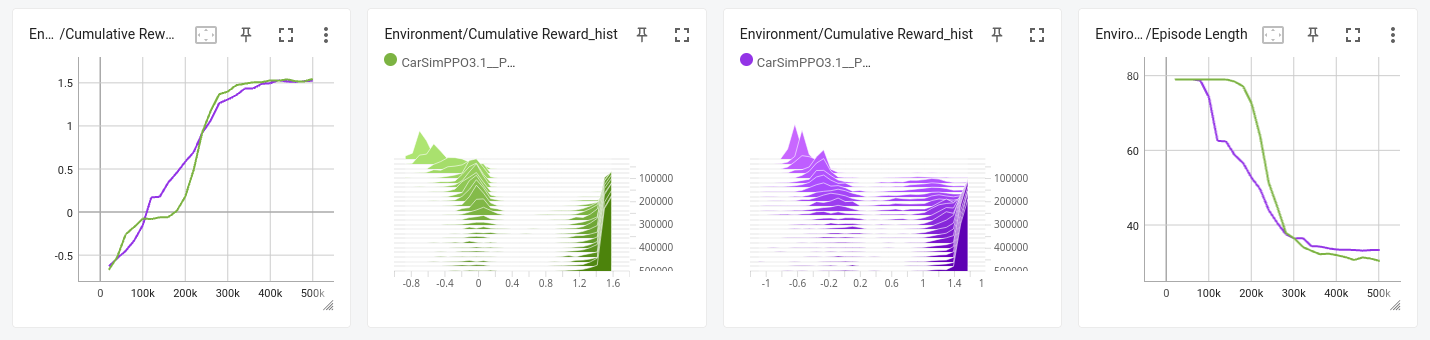 En... /Cumulative Rew...
1.5
1
0.5
0
-0.5
0 100k 200k 300k 400k 500k
Environment/Cumulative Reward_hist
CarSimPPO3.1__P...
100000
200000
300000
400000
500000
-0.8 -0.4 0 0.4 0.8 1.2 1.6
Environment/Cumulative Reward_hist
CarSimPPO3.1__P...
100000
200000
300000
400000
500000
-1 -0.6 -0.2 0.2 0.6 1 1.4 1
Enviro... /Episode Length
80
60
40
0 100k 200k 300k 400k 500k